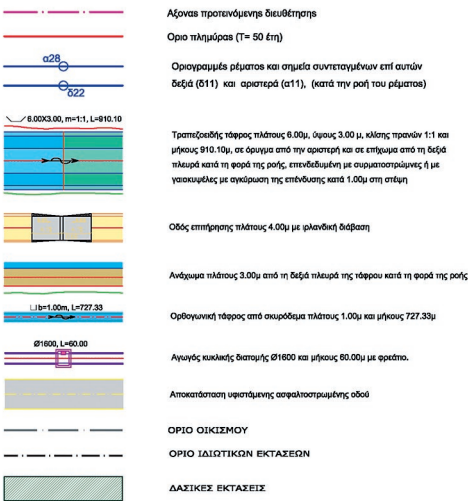 Αξονας προτεινόμενης διευθέτησης
Οριο πλημύρας (T= 50 έτη)
α28
δ22
Οριογραμμές ρέματος και σημεία συντεταγμένων επί αυτών
δεξιά (δ11) και αριστερά (α11), (κατά την ροή του ρέματος)
6.00X3.00, m=1:1, L=910.10
Τραπεζοειδής τάφρος πλάτους 6.00μ, ύψους 3.00 μ, κλίσης πρανών 1:1 και
μήκους 910.10μ, σε όρυγμα από την αριστερή και σε επίχωμα από τη δεξιά
πλευρά κατά τη φορά της ροής, επενδεδυμένη με συρματοστρώμνες ή με
γαιοκυψέλες με αγκύρωση της επένδυσης κατά 1.00μ στη στέψη
Οδός επιτήρησης πλάτους 4.00μ με ιρλανδική διάβαση
Ανάχωμα πλάτους 3.00μ από τη δεξιά πλευρά της τάφρου κατά τη φορά της ροής
b=1.00m, L=727.33
Ορθογωνική τάφρος από σκυρόδεμα πλάτους 1.00μ και μήκους 727.33μ
Ø1600, L=60.00
Αγωγός κυκλικής διατομής Ø1600 και μήκους 60.00μ με φρεάτιο.
Αποκατάσταση υφιστάμενης ασφαλτοστρωμένης οδού
ΟΡΙΟ ΟΙΚΙΣΜΟΥ
ΟΡΙΟ ΙΔΙΩΤΙΚΩΝ ΕΚΤΑΣΕΩΝ
ΔΑΣΙΚΕΣ ΕΚΤΑΣΕΙΣ